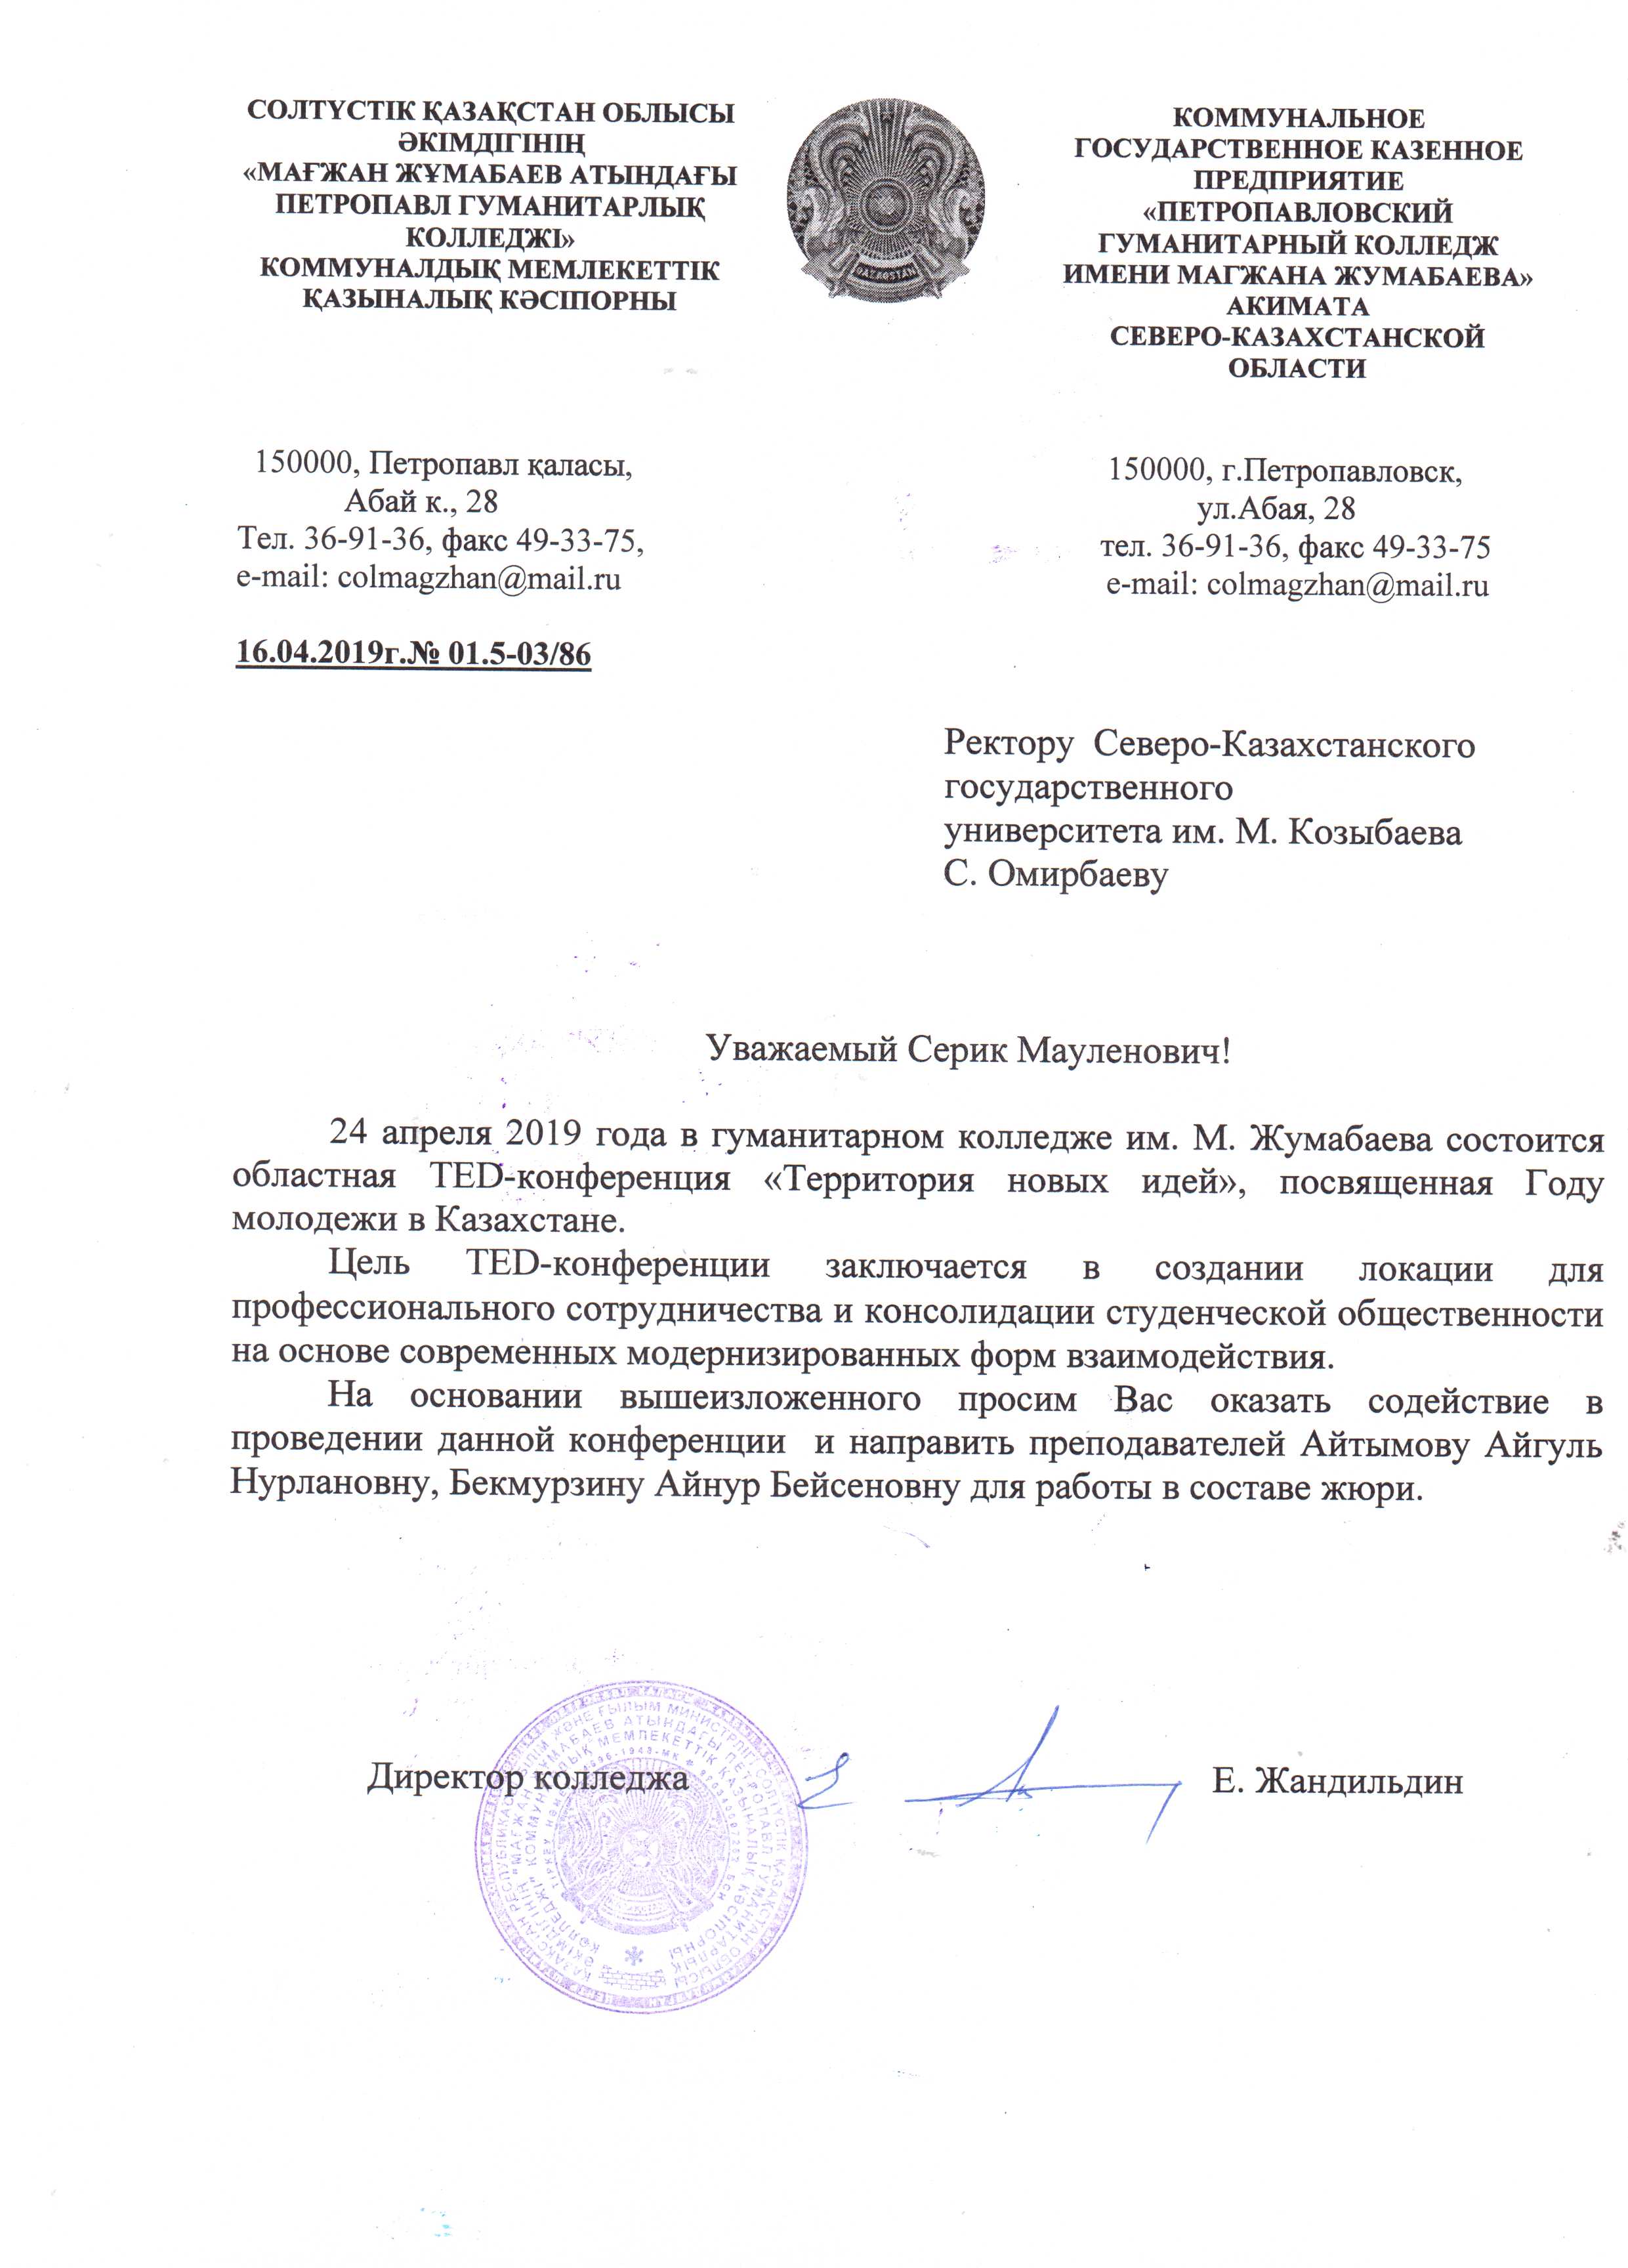 СОЛТҮСТІК ҚАЗАҚСТАН ОБЛЫСЫ
ӘКІМДІГІНІҢ
«МАҒЖАН ЖҰМАБАЕВ АТЫНДАҒЫ
ПЕТРОПАВЛ ГУМАНИТАРЛЫҚ
КОЛЛЕДЖІ»
КОММУНАЛДЫҚ МЕМЛЕКЕТТІК
ҚАЗЫНАЛЫҚ КӘСІПОРНЫ
QAZAQSTAN
КОММУНАЛЬНОЕ
ГОСУДАРСТВЕННОЕ КАЗЕННОЕ
ПРЕДПРИЯТИЕ
«ПЕТРОПАВЛОВСКИЙ
ГУМАНИТАРНЫЙ КОЛЛЕДЖ
ИМЕНИ МАГЖАНА ЖУМАБАЕВА»
АКИМАТА
СЕВЕРО-КАЗАХСТАНСКОЙ
ОБЛАСТИ
150000, Петропавл қаласы,
Абай к., 28
Тел. 36-91-36, факс 49-33-75,
e-mail: colmagzhan@mail.ru
150000, г.Петропавловск,
ул.Абая, 28
тел. 36-91-36, факс 49-33-75
e-mail: colmagzhan@mail.ru
16.04.2019г.№ 01.5-03/86
Ректору Северо-Казахстанского
государственного
университета им. М. Козыбаева
С. Омирбаеву
Уважаемый Серик Мауленович!
24 апреля 2019 года в гуманитарном колледже им. М. Жумабаева состоится
областная TED-конференция «Территория новых идей», посвященная Году
молодежи в Казахстане.
Цель TED-конференции заключается в создании локации для
профессионального сотрудничества и консолидации студенческой общественности
на основе современных модернизированных форм взаимодействия.
На основании вышеизложенного просим Вас оказать содействие в
проведении данной конференции и направить преподавателей Айтымову Айгуль
Нурлановну, Бекмурзину Айнур Бейсеновну для работы в составе жюри.
Директор колледжа
Е. Жандильдин